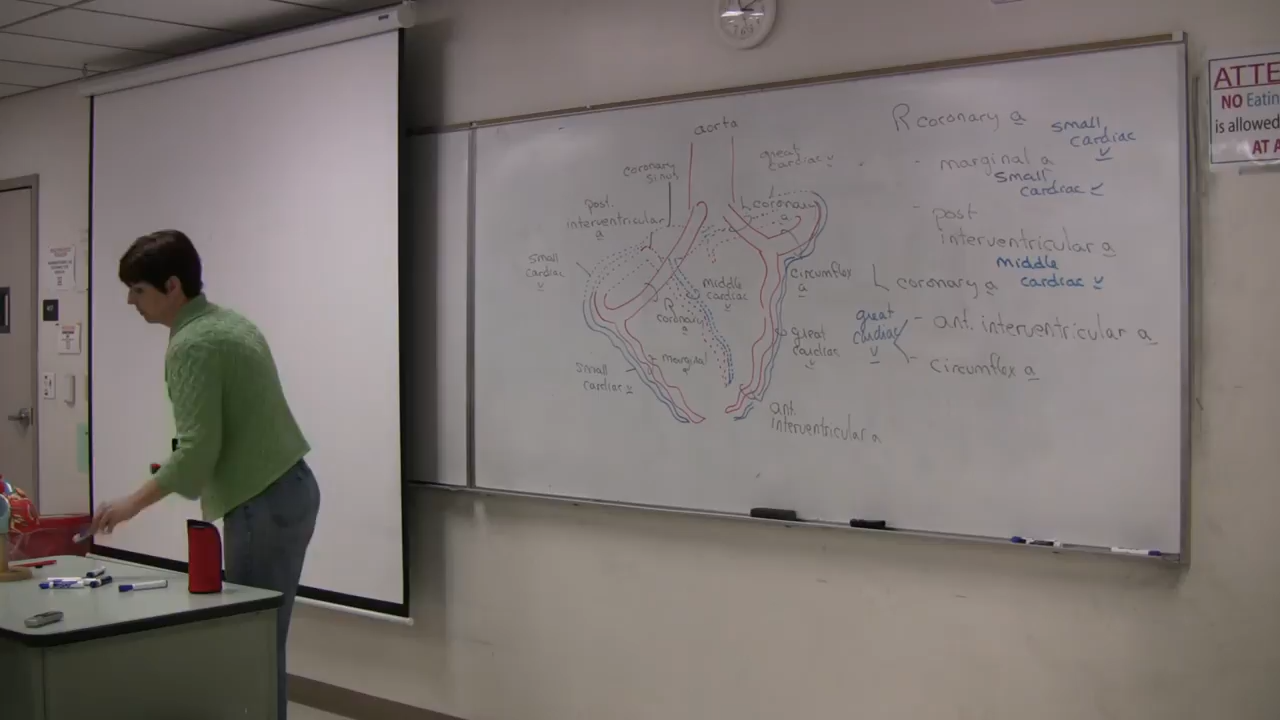 aorta
great
cardiac v
coronary
sinus
post.
interventricular
a
L coronary
a
small
cardiac
v
middle
cardiac
v
circumflex
a
R
coronary
a
great
cardiac
v
marginal
a
small
cardiac v
ant.
interventricular a
R coronary a
small
cardiac
v
- marginal a
small
cardiac v
- post
interventricular a
middle
cardiac v
L coronary a
great
cardiac
v
- ant. interventricular a
- circumflex a
ATTE
NO Eatin
is allowed
AT A